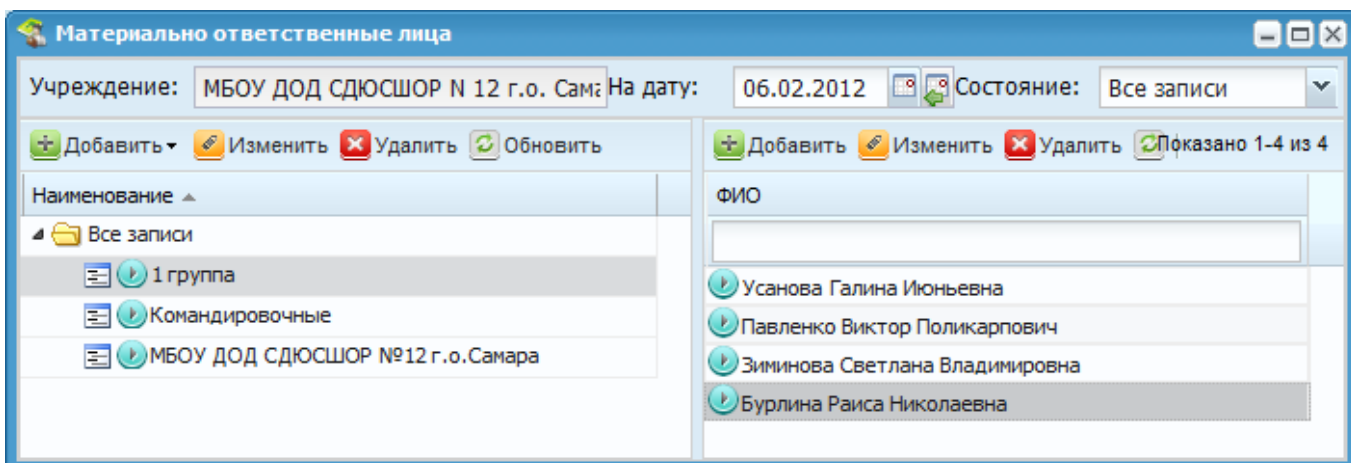 Материально ответственные лица
Учреждение: МБОУ ДОД СДЮСШОР N 12 г.о. Сама На дату: 06.02.2012 Состояние: Все записи
Добавить Изменить Удалить Обновить
Добавить Изменить Удалить Показано 1-4 из 4
Наименование
Все записи
1 группа
Командировочные
МБОУ ДОД СДЮСШОР №12 г.о.Самара
ФИО
Усанова Галина Июньевна
Павленко Виктор Поликарпович
Зиминова Светлана Владимировна
Бурлина Раиса Николаевна